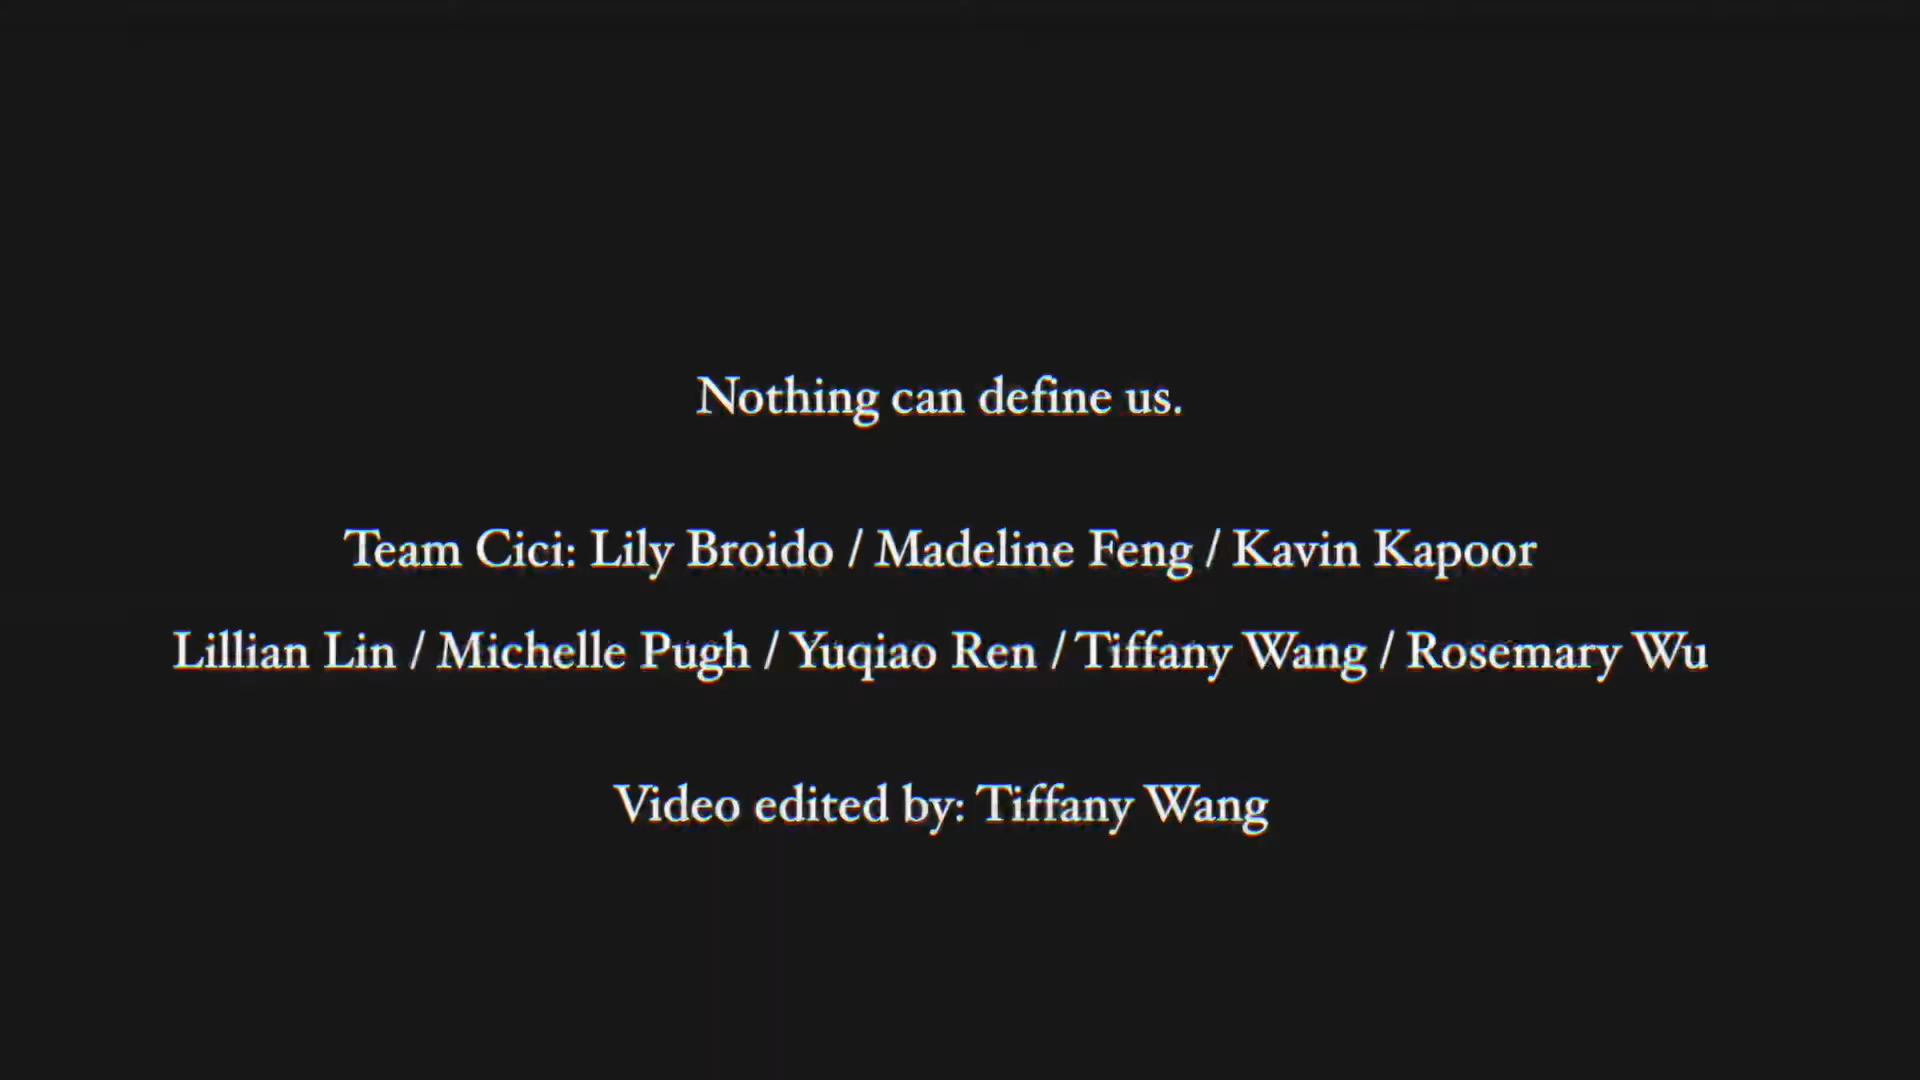 Nothing can define us.
Team Cici: Lily Broido / Madeline Feng / Kavin Kapoor
Lillian Lin / Michelle Pugh / Yuqiao Ren / Tiffany Wang / Rosemary Wu
Video edited by: Tiffany Wang